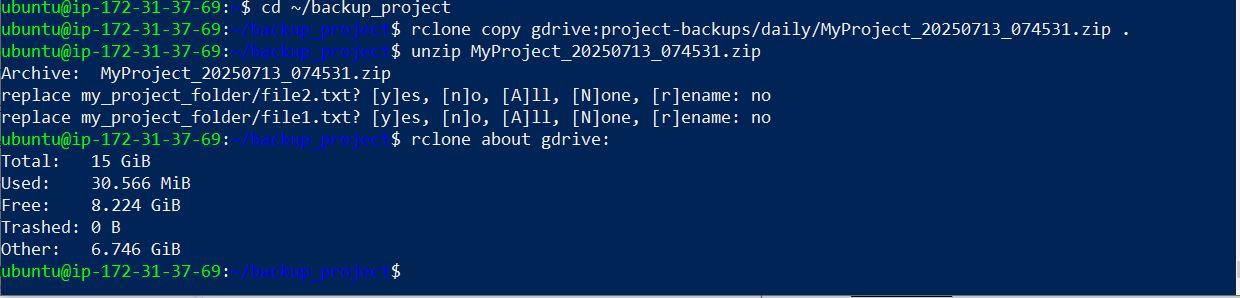 ubuntu@ip-172-31-37-69:~$ cd ~/backup_project
ubuntu@ip-172-31-37-69:~/backup_project$ rclone copy gdrive:project-backups/daily/MyProject_20250713_074531.zip .
ubuntu@ip-172-31-37-69:~/backup_project$ unzip MyProject_20250713_074531.zip
Archive:  MyProject_20250713_074531.zip
replace my_project_folder/file2.txt? [y]es, [n]o, [A]ll, [N]one, [r]ename: no
replace my_project_folder/file1.txt? [y]es, [n]o, [A]ll, [N]one, [r]ename: no
ubuntu@ip-172-31-37-69:~/backup_project$ rclone about gdrive:
Total:   15 GiB
Used:    30.566 MiB
Free:    8.224 GiB
Trashed: 0 B
Other:   6.746 GiB
ubuntu@ip-172-31-37-69:~/backup_project$